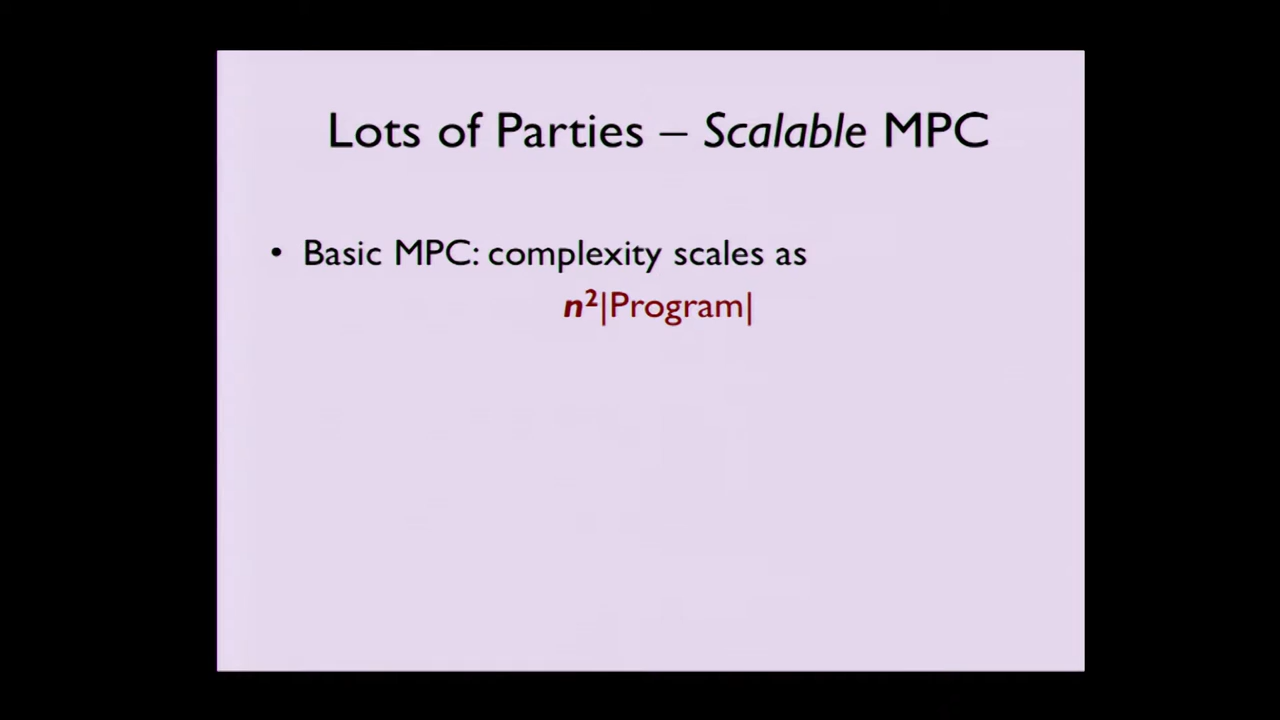 Lots of Parties – Scalable MPC
• Basic MPC: complexity scales as
n²|Program|